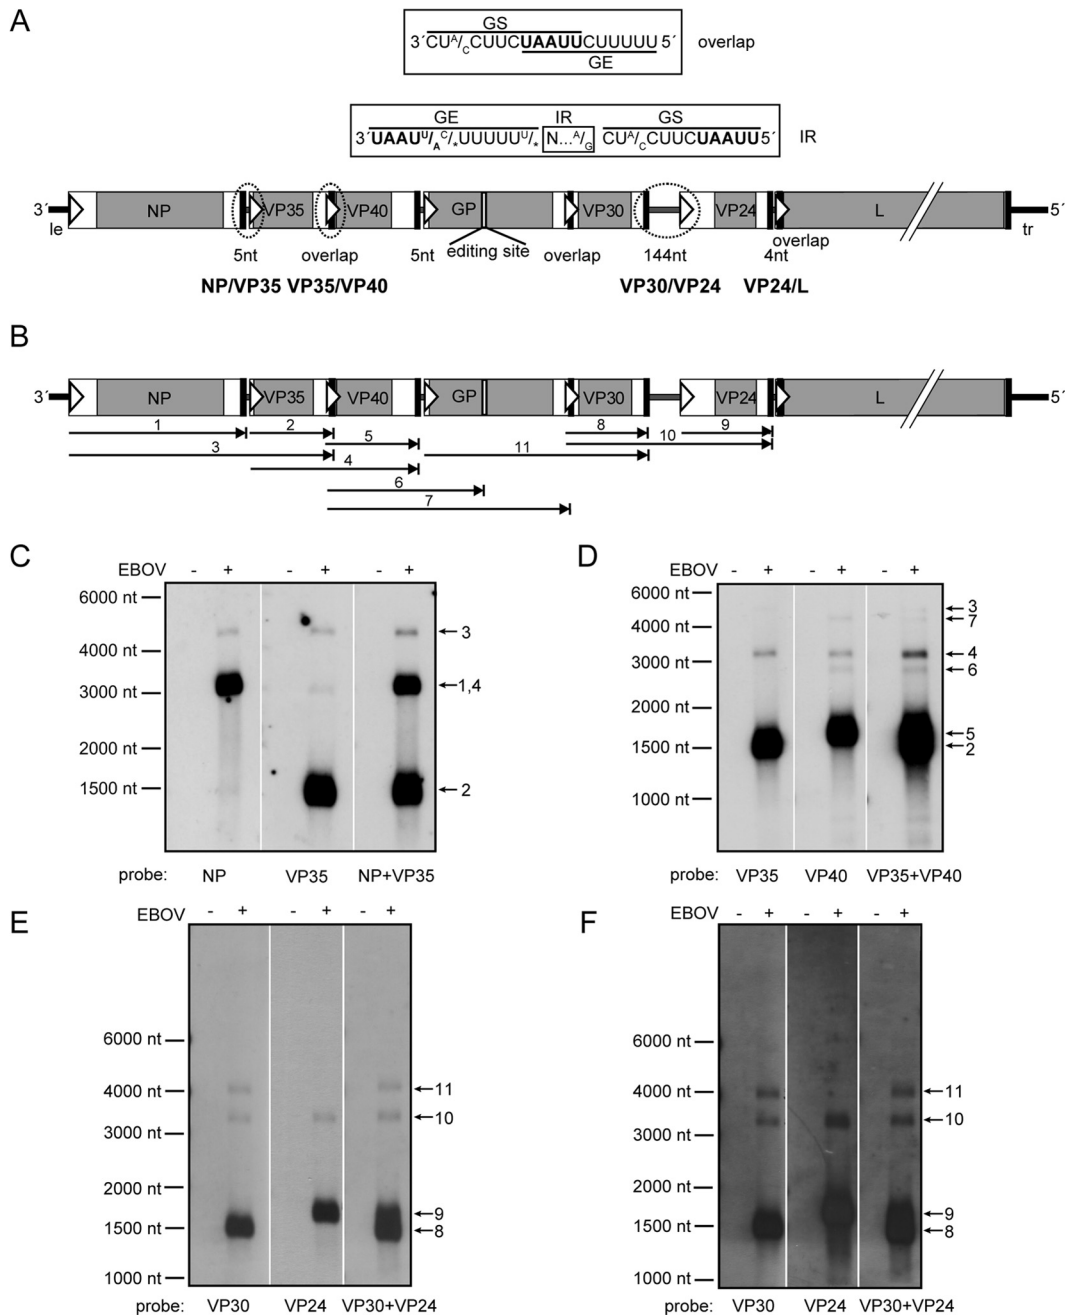 A
GS
3´CUA/CCUUCUAAUUCUUUUU5´ overlap
GE
GE IR GS
3´UAAUU/AC/*UUUUUU/* N...A/G CUA/CCUUCUAAUU5´ IR
3´ NP VP35 VP40 GP VP30 VP24 L 5´
le tr
5nt overlap 5nt editing site overlap 144nt 4nt overlap
NP/VP35 VP35/VP40 VP30/VP24 VP24/L
B
3´ NP VP35 VP40 GP VP30 VP24 L 5´
1 2 8 9
5 10
3 11
4
6
7
C
EBOV - + - + - +
6000 nt
4000 nt
3000 nt
2000 nt
1500 nt
3
1,4
2
probe: NP VP35 NP+VP35
D
EBOV - + - + - +
6000 nt
4000 nt
3000 nt
2000 nt
1500 nt
1000 nt
3
7
4
6
5
2
probe: VP35 VP40 VP35+VP40
E
EBOV - + - + - +
6000 nt
4000 nt
3000 nt
2000 nt
1500 nt
1000 nt
11
10
9
8
probe: VP30 VP24 VP30+VP24
F
EBOV - + - + - +
6000 nt
4000 nt
3000 nt
2000 nt
1500 nt
1000 nt
11
10
9
8
probe: VP30 VP24 VP30+VP24